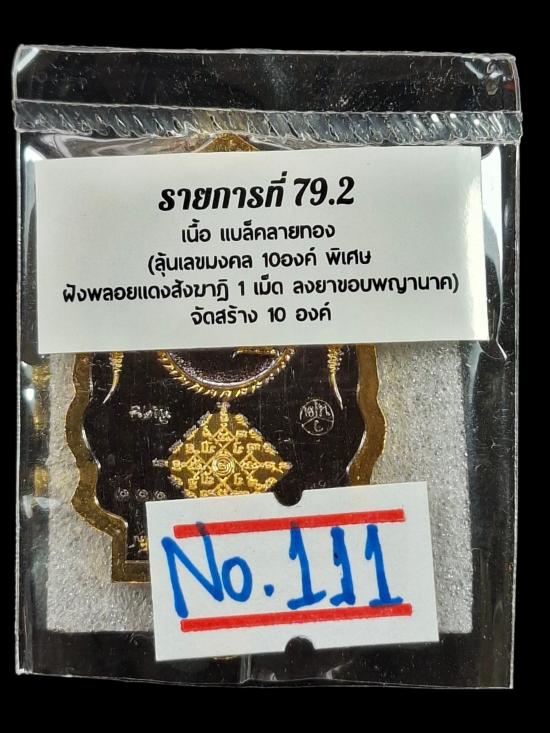 รายการที่ 79.2
เนื้อ แบล็คลายทอง
(ลุ้นเลขมงคล 10องค์ พิเศษ
ฝังพลอยแดงสังฆาฏิ 1 เม็ด ลงยาขอบพญานาค)
จัดสร้าง 10 องค์
No. 111